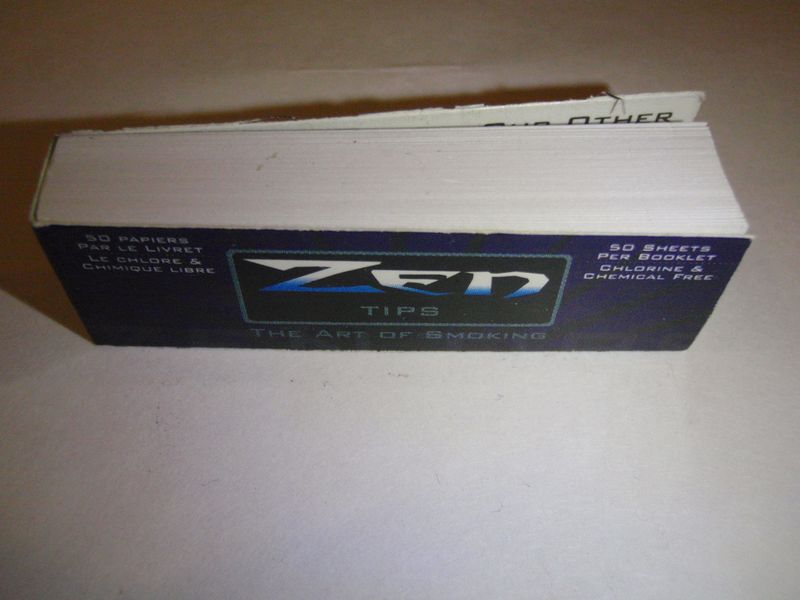 Our Other
50 Papiers
Par le Livret
Le chlore &
Chimique libre
Zen
Tips
The Art of Smoking
50 Sheets
Per Booklet
Chlorine &
Chemical Free